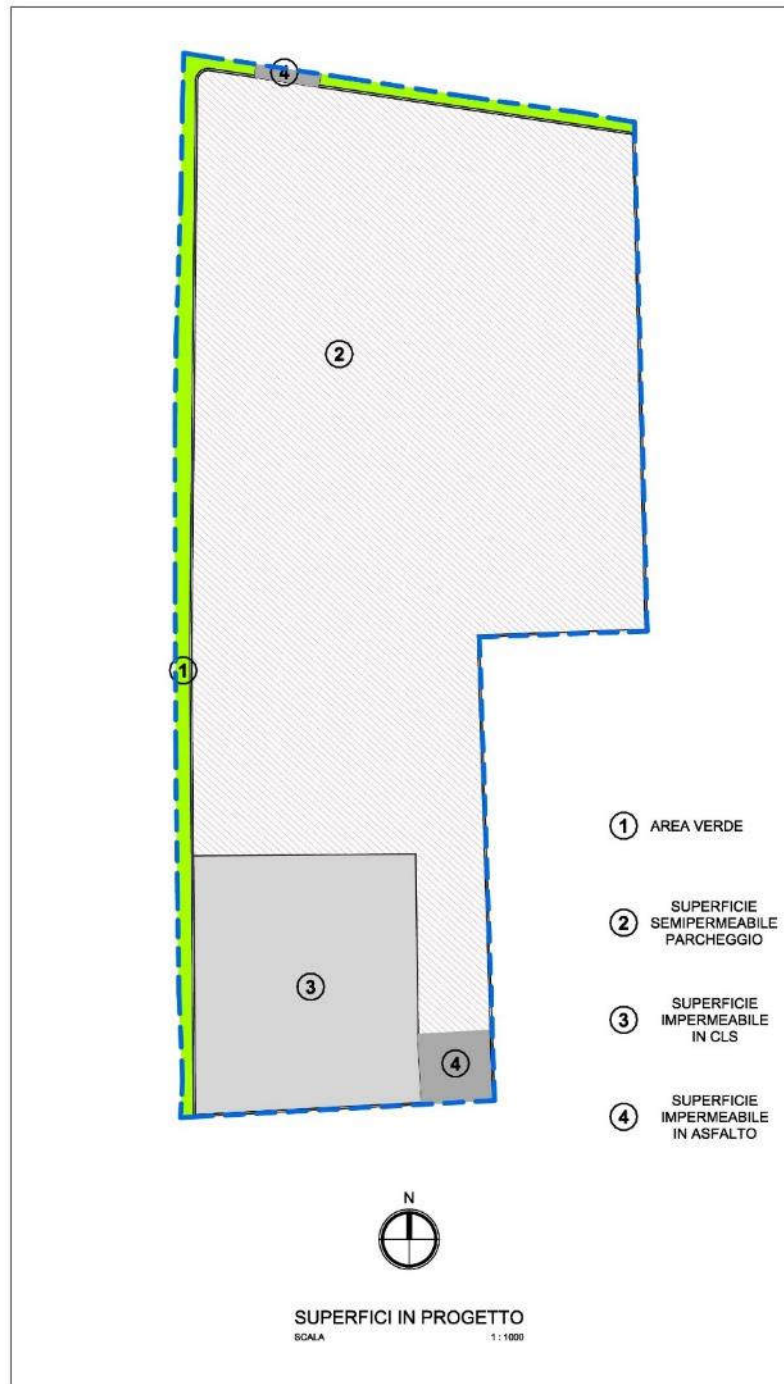 4
2
1
1 AREA VERDE
SUPERFICIE
2 SEMIPERMEABILE
PARCHEGGIO
3
SUPERFICIE
3 IMPERMEABILE
IN CLS
4
SUPERFICIE
4 IMPERMEABILE
IN ASFALTO
N
SUPERFICI IN PROGETTO
SCALA 1 : 1000